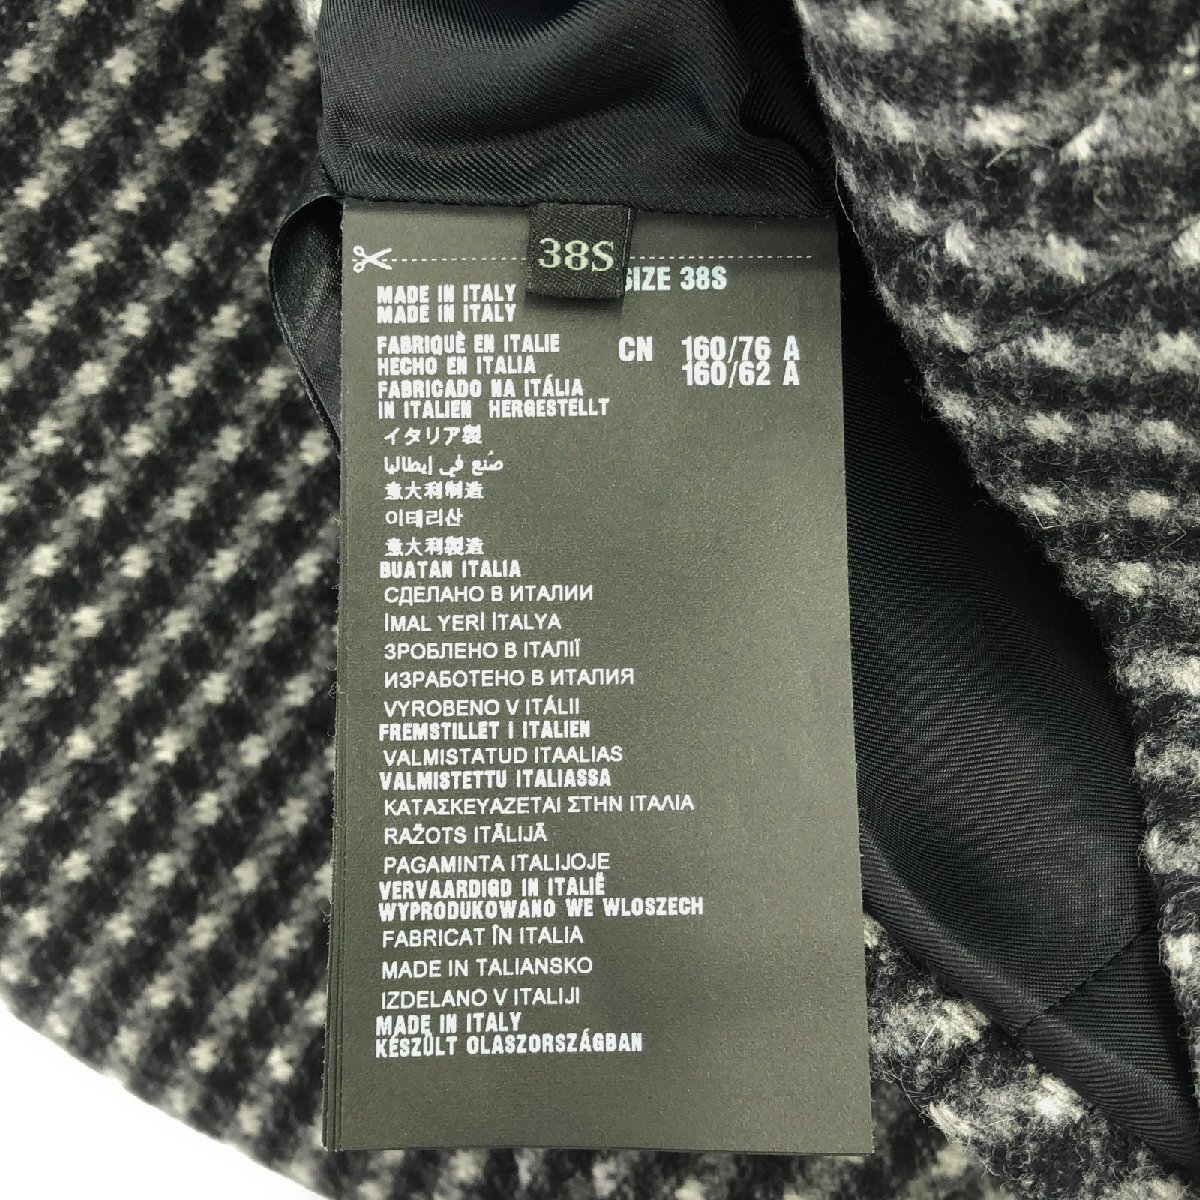 38S
SIZE 38S
MADE IN ITALY
MADE IN ITALY
FABRIQUÈ EN ITALIE
HECHO EN ITALIA
FABRICADO NA ITÁLIA
IN ITALIEN HERGESTELLT
CN 160/76 A
160/62 A
イタリア製
صُنع في إيطاليا
意大利制造
이태리산
意大利製造
BUATAN ITALIA
СДЕЛАНО В ИТАЛИИ
İMAL YERİ İTALYA
ЗРОБЛЕНО В ІТАЛІЇ
ИЗРАБОТЕНО В ИТАЛИЯ
VYROBENO V ITÁLII
FREMSTILLET I ITALIEN
VALMISTATUD ITAALIAS
VALMISTETTU ITALIASSA
ΚΑΤΑΣΚΕΥΑΖΕΤΑΙ ΣΤΗΝ ΙΤΑΛΙΑ
RAŽOTS ITĀLIJĀ
PAGAMINTA ITALIJOJE
VERVAARDIGD IN ITALIË
WYPRODUKOWANO WE WLOSZECH
FABRICAT ÎN ITALIA
MADE IN TALIANSKO
IZDELANO V ITALIJI
MADE IN ITALY
KÉSZÛLT OLASZORSZÁGBAN